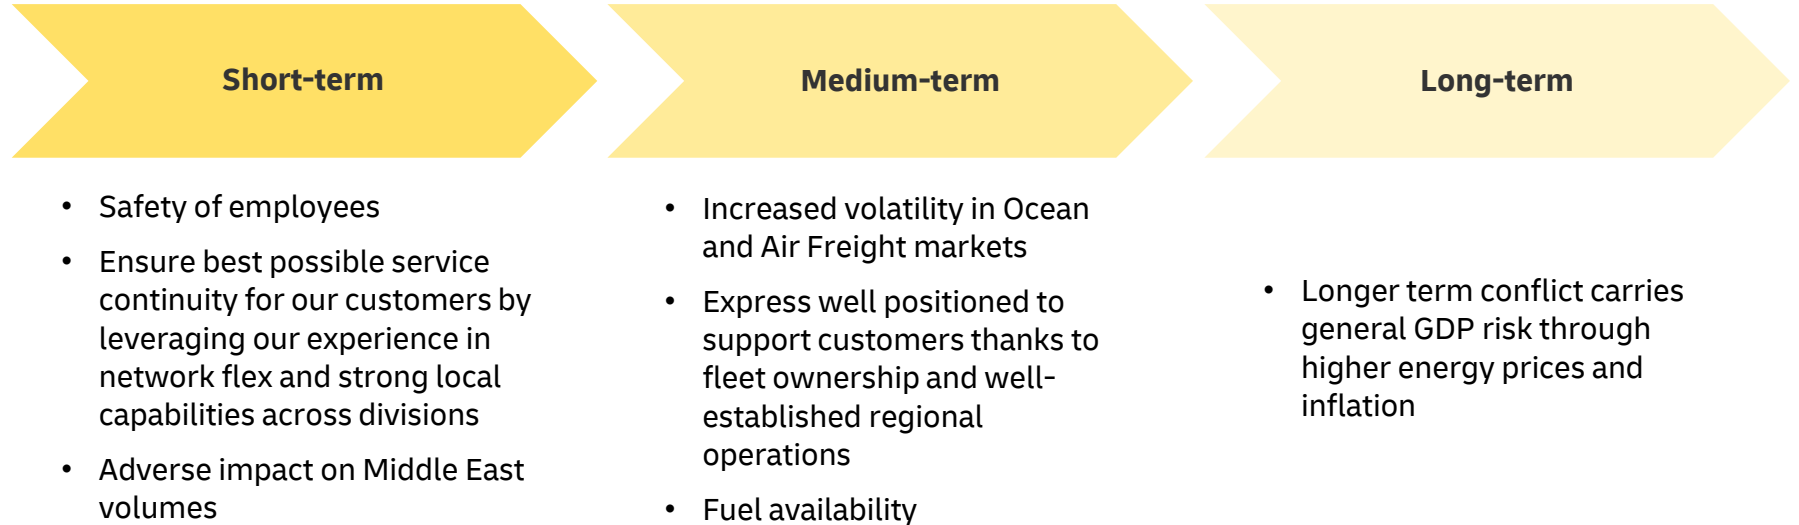 Short-term
• Safety of employees
• Ensure best possible service
continuity for our customers by
leveraging our experience in
network flex and strong local
capabilities across divisions
• Adverse impact on Middle East
volumes
Medium-term
• Increased volatility in Ocean
and Air Freight markets
• Express well positioned to
support customers thanks to
fleet ownership and well-
established regional
operations
• Fuel availability
Long-term
• Longer term conflict carries
general GDP risk through
higher energy prices and
inflation